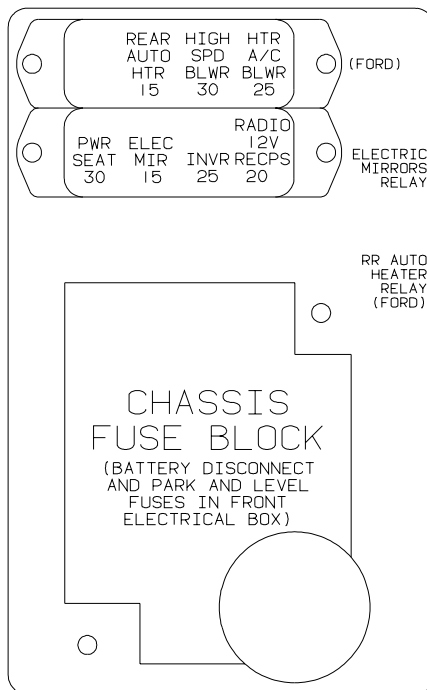 REAR HIGH HTR
AUTO SPD A/C
HTR BLWR BLWR
15 30 25
(FORD)
RADIO
PWR ELEC 12V
SEAT MIR INVR RECPS
30 15 25 20
ELECTRIC
MIRRORS
RELAY
RR AUTO
HEATER
RELAY
(FORD)
CHASSIS
FUSE BLOCK
(BATTERY DISCONNECT
AND PARK AND LEVEL
FUSES IN FRONT
ELECTRICAL BOX)